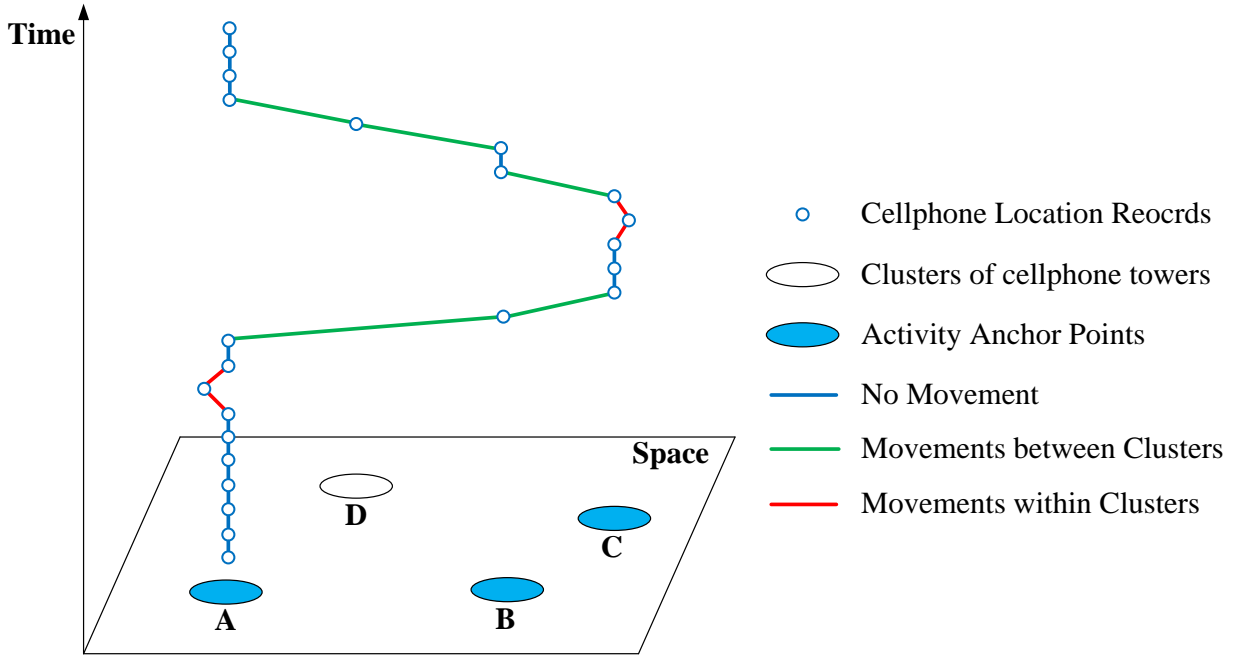 Time
Space
D
C
A
B
Cellphone Location Reocrds
Clusters of cellphone towers
Activity Anchor Points
No Movement
Movements between Clusters
Movements within Clusters